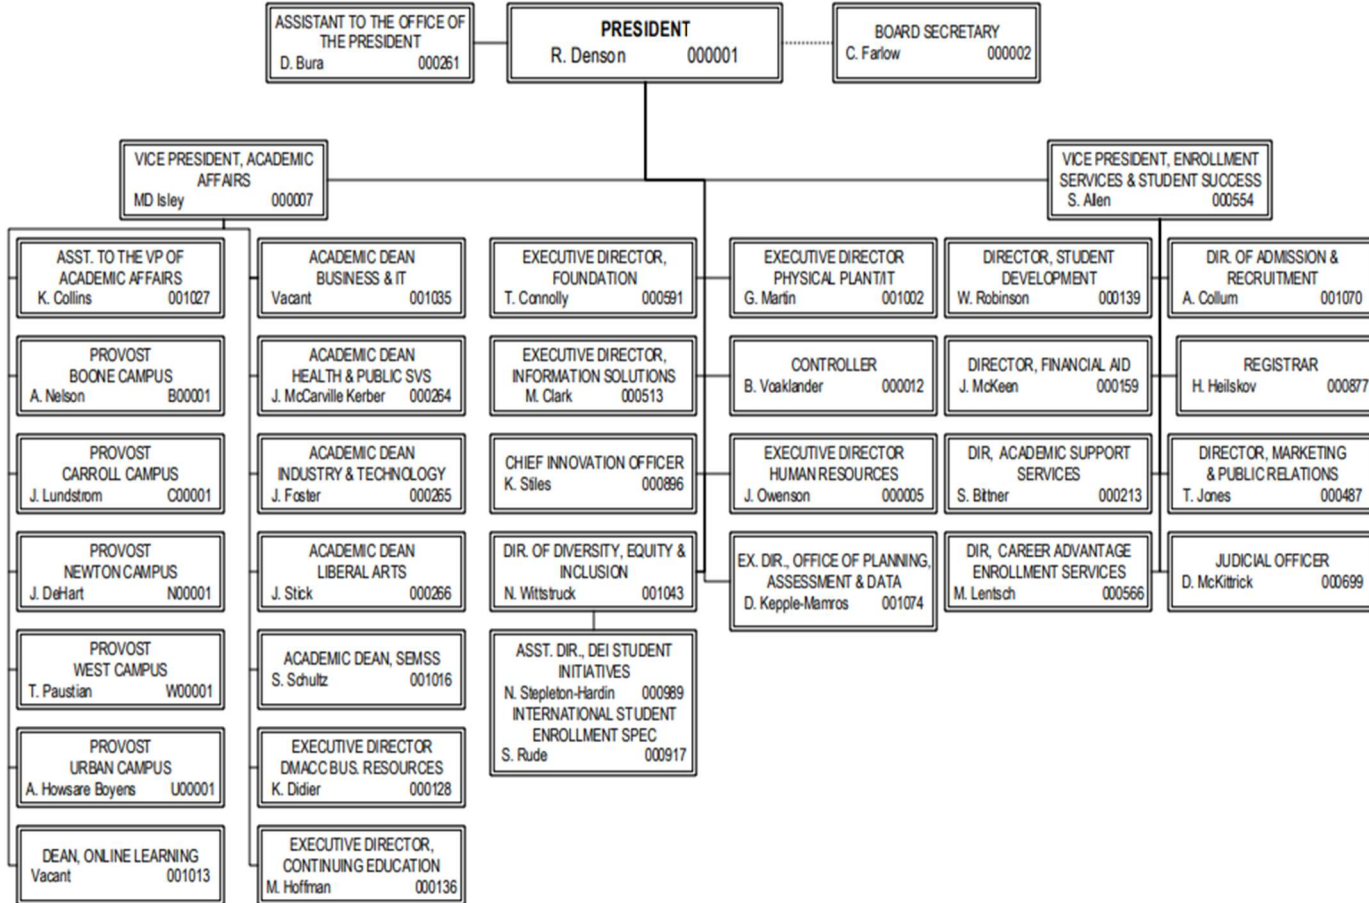 ASSISTANT TO THE OFFICE OF
THE PRESIDENT
D. Bura 000261
PRESIDENT
R. Denson 000001
BOARD SECRETARY
C. Farlow 000002
VICE PRESIDENT, ACADEMIC
AFFAIRS
MD Isley 000007
VICE PRESIDENT, ENROLLMENT
SERVICES & STUDENT SUCCESS
S. Allen 000554
ASST. TO THE VP OF
ACADEMIC AFFAIRS
K. Collins 001027
PROVOST
BOONE CAMPUS
A. Nelson B00001
PROVOST
CARROLL CAMPUS
J. Lundstrom C00001
PROVOST
NEWTON CAMPUS
J. DeHart N00001
PROVOST
WEST CAMPUS
T. Paustian W00001
PROVOST
URBAN CAMPUS
A. Howsare Boyens U00001
DEAN, ONLINE LEARNING
Vacant 001013
ACADEMIC DEAN
BUSINESS & IT
Vacant 001035
ACADEMIC DEAN
HEALTH & PUBLIC SVS
J. McCarville Kerber 000264
ACADEMIC DEAN
INDUSTRY & TECHNOLOGY
J. Foster 000265
ACADEMIC DEAN
LIBERAL ARTS
J. Stick 000266
ACADEMIC DEAN, SEMSS
S. Schultz 001016
EXECUTIVE DIRECTOR
DMACC BUS. RESOURCES
K. Didier 000128
EXECUTIVE DIRECTOR,
CONTINUING EDUCATION
M. Hoffman 000136
EXECUTIVE DIRECTOR,
FOUNDATION
T. Connolly 000591
EXECUTIVE DIRECTOR,
INFORMATION SOLUTIONS
M. Clark 000513
CHIEF INNOVATION OFFICER
K. Stiles 000896
DIR. OF DIVERSITY, EQUITY &
INCLUSION
N. Wittstruck 001043
ASST. DIR., DEI STUDENT
INITIATIVES
N. Stepleton-Hardin 000989
INTERNATIONAL STUDENT
ENROLLMENT SPEC
S. Rude 000917
EXECUTIVE DIRECTOR
PHYSICAL PLANT/IT
G. Martin 001002
CONTROLLER
B. Voaklander 000012
EXECUTIVE DIRECTOR
HUMAN RESOURCES
J. Owenson 000005
EX. DIR., OFFICE OF PLANNING,
ASSESSMENT & DATA
D. Kepple-Mamros 001074
DIRECTOR, STUDENT
DEVELOPMENT
W. Robinson 000139
DIRECTOR, FINANCIAL AID
J. McKeen 000159
DIR, ACADEMIC SUPPORT
SERVICES
S. Bittner 000213
DIR, CAREER ADVANTAGE
ENROLLMENT SERVICES
M. Lentsch 000566
DIR. OF ADMISSION &
RECRUITMENT
A. Collum 001070
REGISTRAR
H. Heilskov 000877
DIRECTOR, MARKETING
& PUBLIC RELATIONS
T. Jones 000487
JUDICIAL OFFICER
D. McKittrick 000699